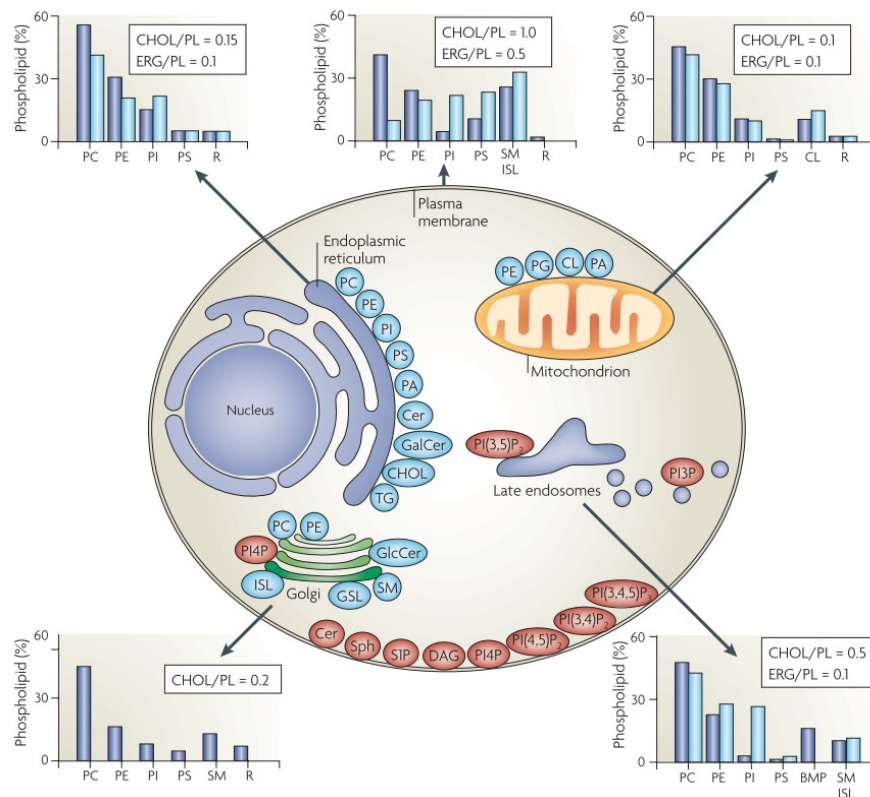 Phospholipid (%)
60
30
0
CHOL/PL = 0.15
ERG/PL = 0.1
PC PE PI PS R
Phospholipid (%)
60
30
0
CHOL/PL = 1.0
ERG/PL = 0.5
PC PE PI PS SM R
ISL
Phospholipid (%)
60
30
0
CHOL/PL = 0.1
ERG/PL = 0.1
PC PE PI PS CL R
Plasma
membrane
Endoplasmic
reticulum
PC
PE
PI
PS
PA
Cer
GalCer
CHOL
TG
Nucleus
PE PG CL PA
Mitochondrion
PI(3,5)P₂
Late endosomes
PI3P
PC PE
PI4P
GlcCer
ISL
Golgi
GSL
SM
Cer
Sph
S1P
DAG
PI4P
PI(4,5)P₂
PI(3,4)P₂
PI(3,4,5)P₃
Phospholipid (%)
60
30
0
CHOL/PL = 0.2
PC PE PI PS SM R
Phospholipid (%)
60
30
0
CHOL/PL = 0.5
ERG/PL = 0.1
PC PE PI PS BMP SM
ISL